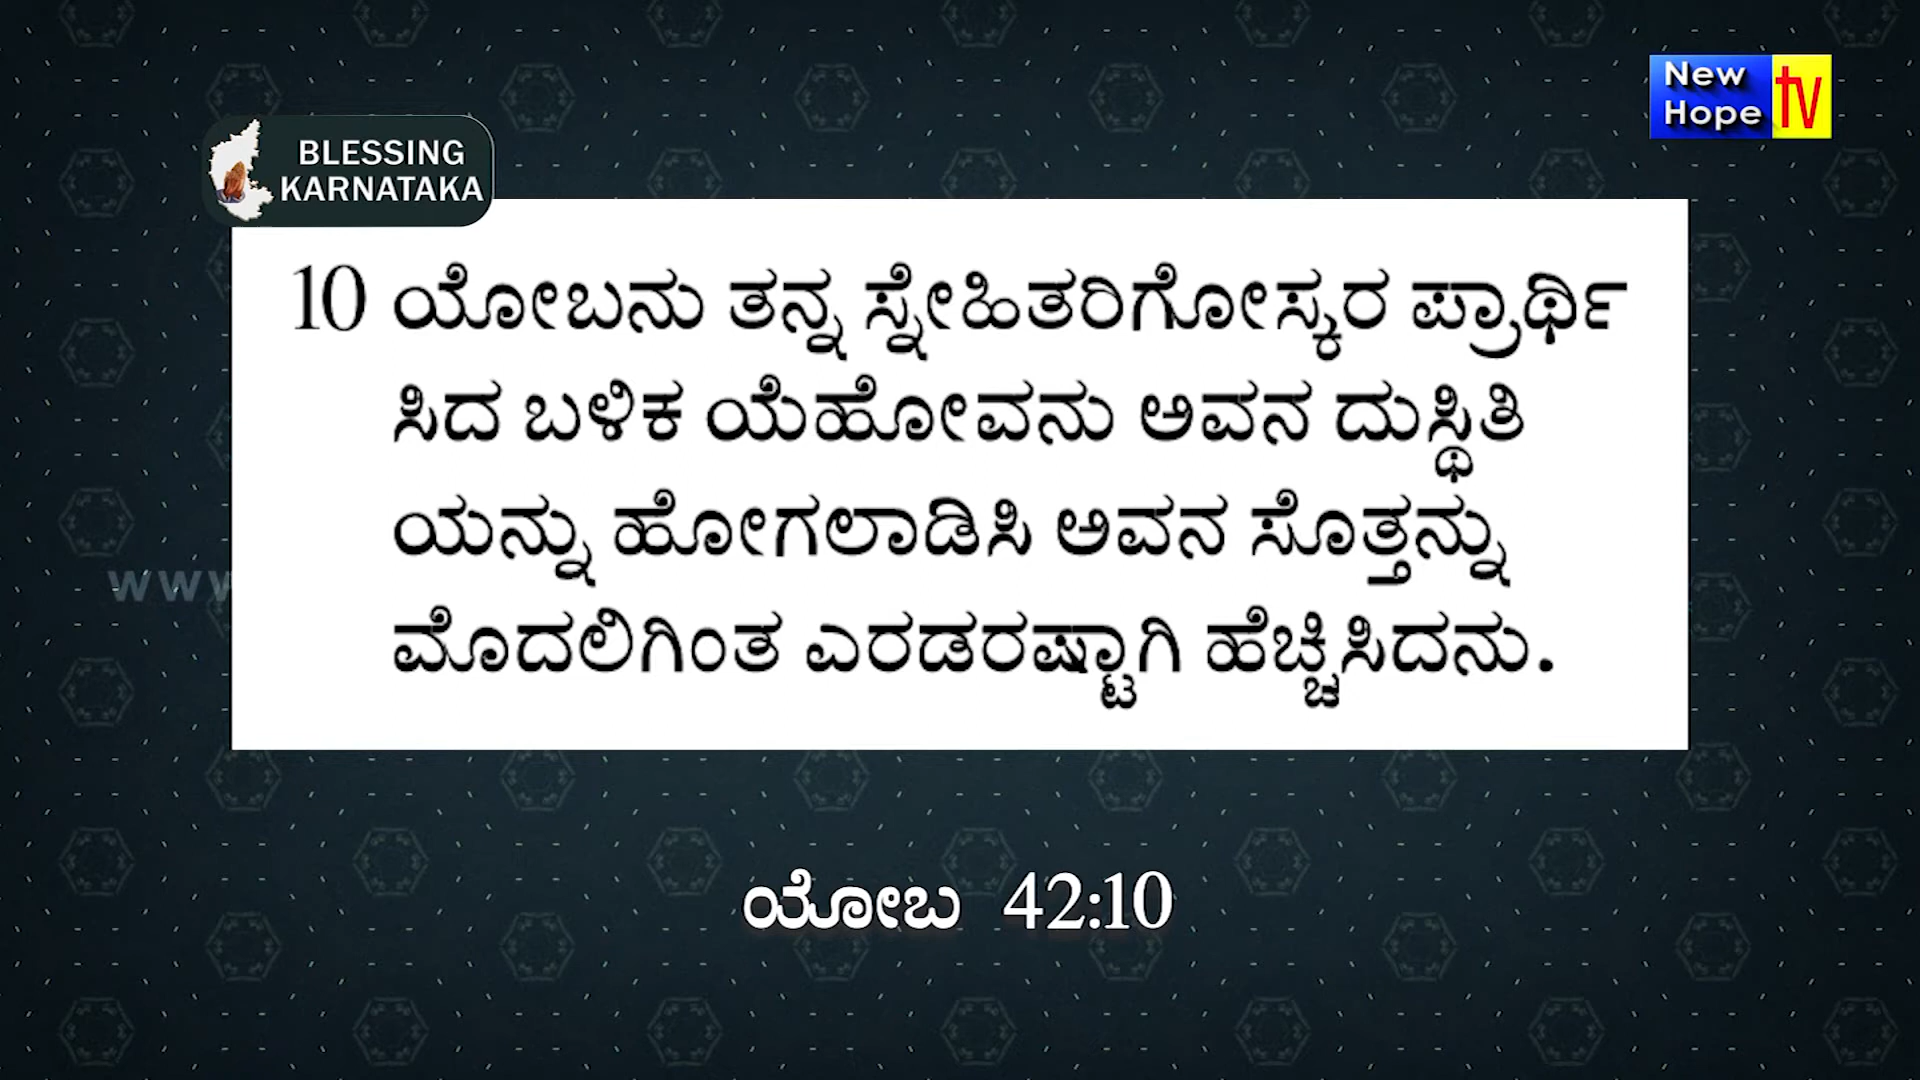 New
Hope
tv
BLESSING
KARNATAKA
10 ಯೋಬನು ತನ್ನ ಸ್ನೇಹಿತರಿಗೋಸ್ಕರ ಪ್ರಾರ್ಥಿ
ಸಿದ ಬಳಿಕ ಯೆಹೋವನು ಅವನ ದುಸ್ಥಿತಿ
ಯನ್ನು ಹೋಗಲಾಡಿಸಿ ಅವನ ಸೊತ್ತನ್ನು
ಮೊದಲಿಗಿಂತ ಎರಡರಷ್ಟಾಗಿ ಹೆಚ್ಚಿಸಿದನು.
ಯೋಬ 42:10